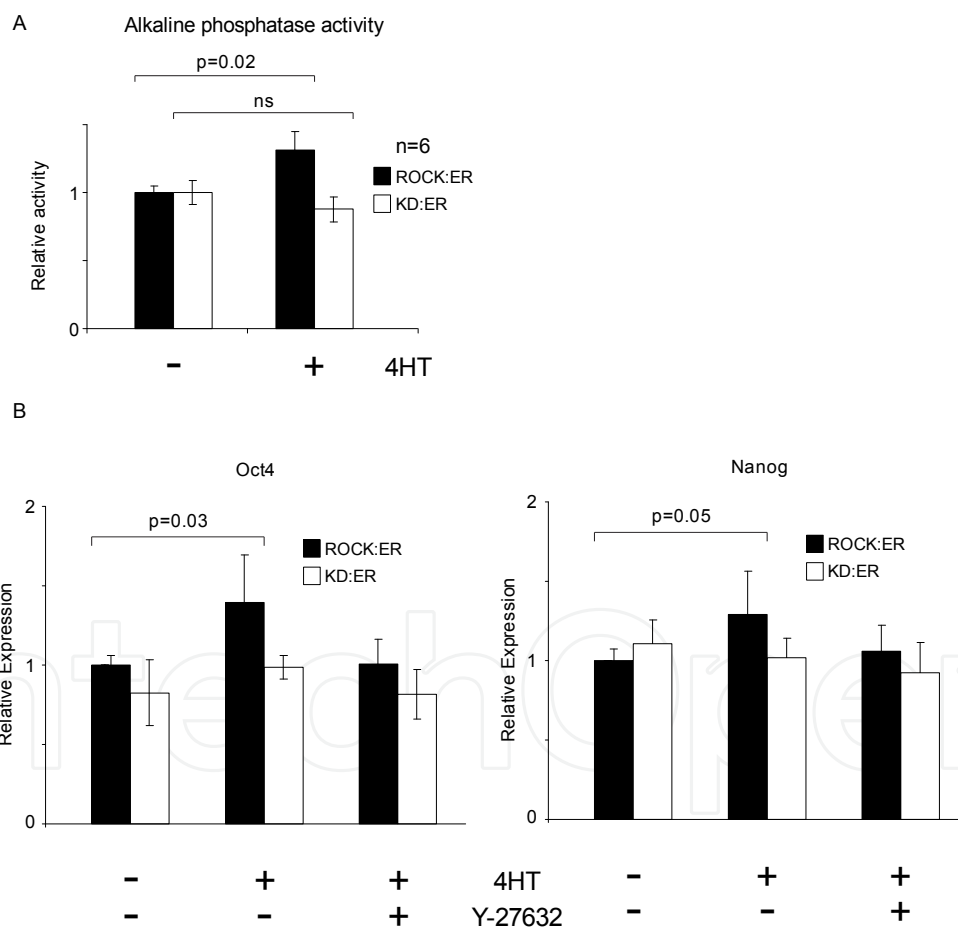 A
Alkaline phosphatase activity
p=0.02
ns
n=6
ROCK:ER
KD:ER
1
0
Relative activity
- + 4HT
B
Oct4
p=0.03
ROCK:ER
KD:ER
2
1
0
Relative Expression
- + + 4HT
- - + Y-27632
Nanog
p=0.05
ROCK:ER
KD:ER
2
1
0
Relative Expression
- + +
- - +
ntechOpen